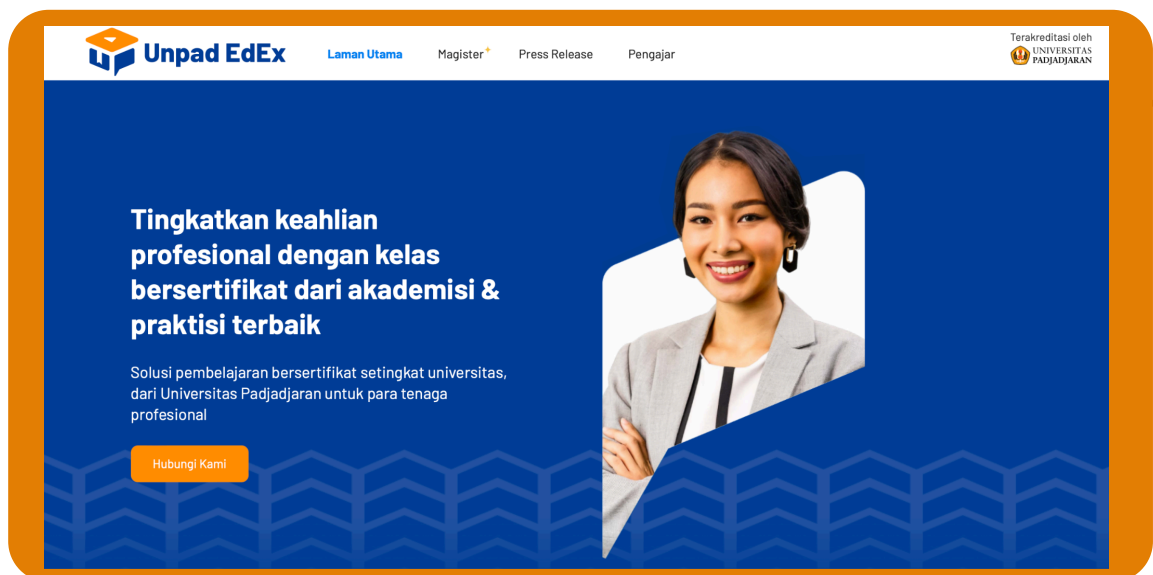 Unpad EdEx
Laman Utama
Magister+
Press Release
Pengajar
Terakreditasi oleh
UNIVERSITAS
PADJADJARAN
Tingkatkan keahlian
profesional dengan kelas
bersertifikat dari akademisi &
praktisi terbaik
Solusi pembelajaran bersertifikat setingkat universitas,
dari Universitas Padjadjaran untuk para tenaga
profesional
Hubungi Kami